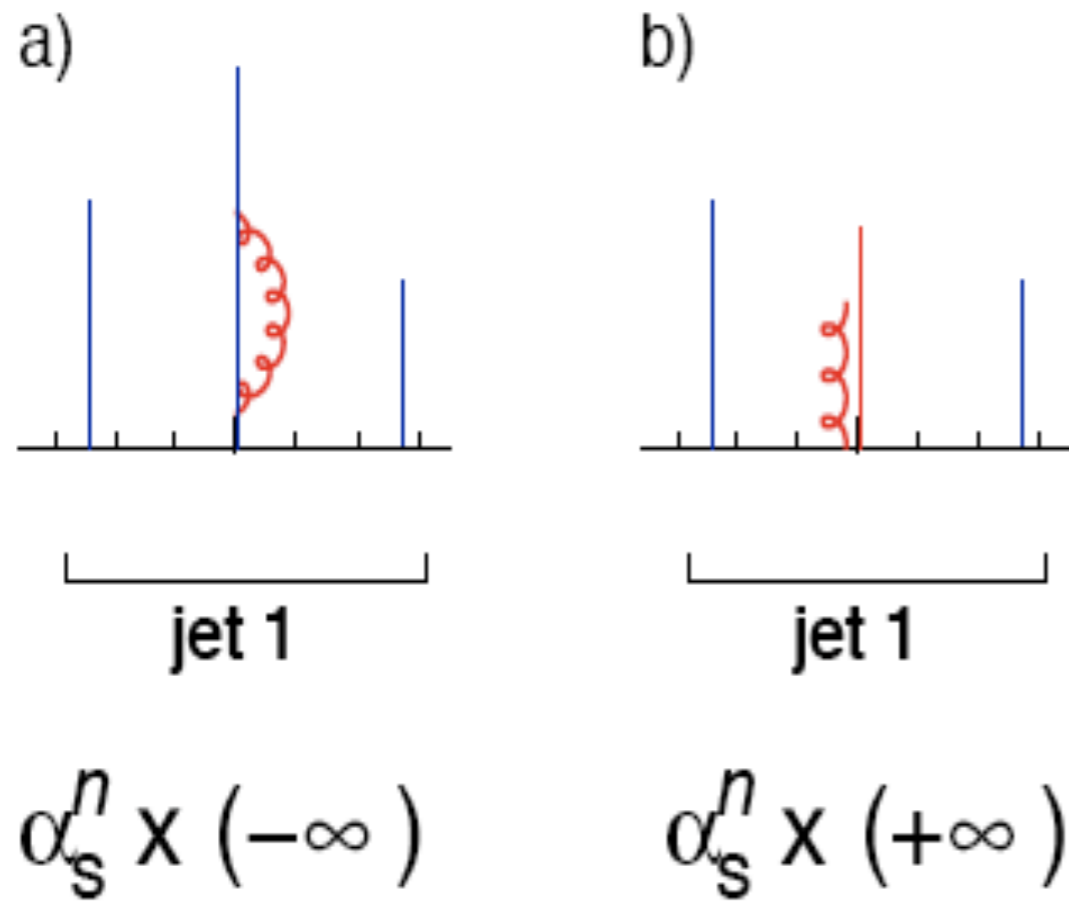 a) b)
jet 1 jet 1
αₛⁿ x (−∞) αₛⁿ x (+∞)